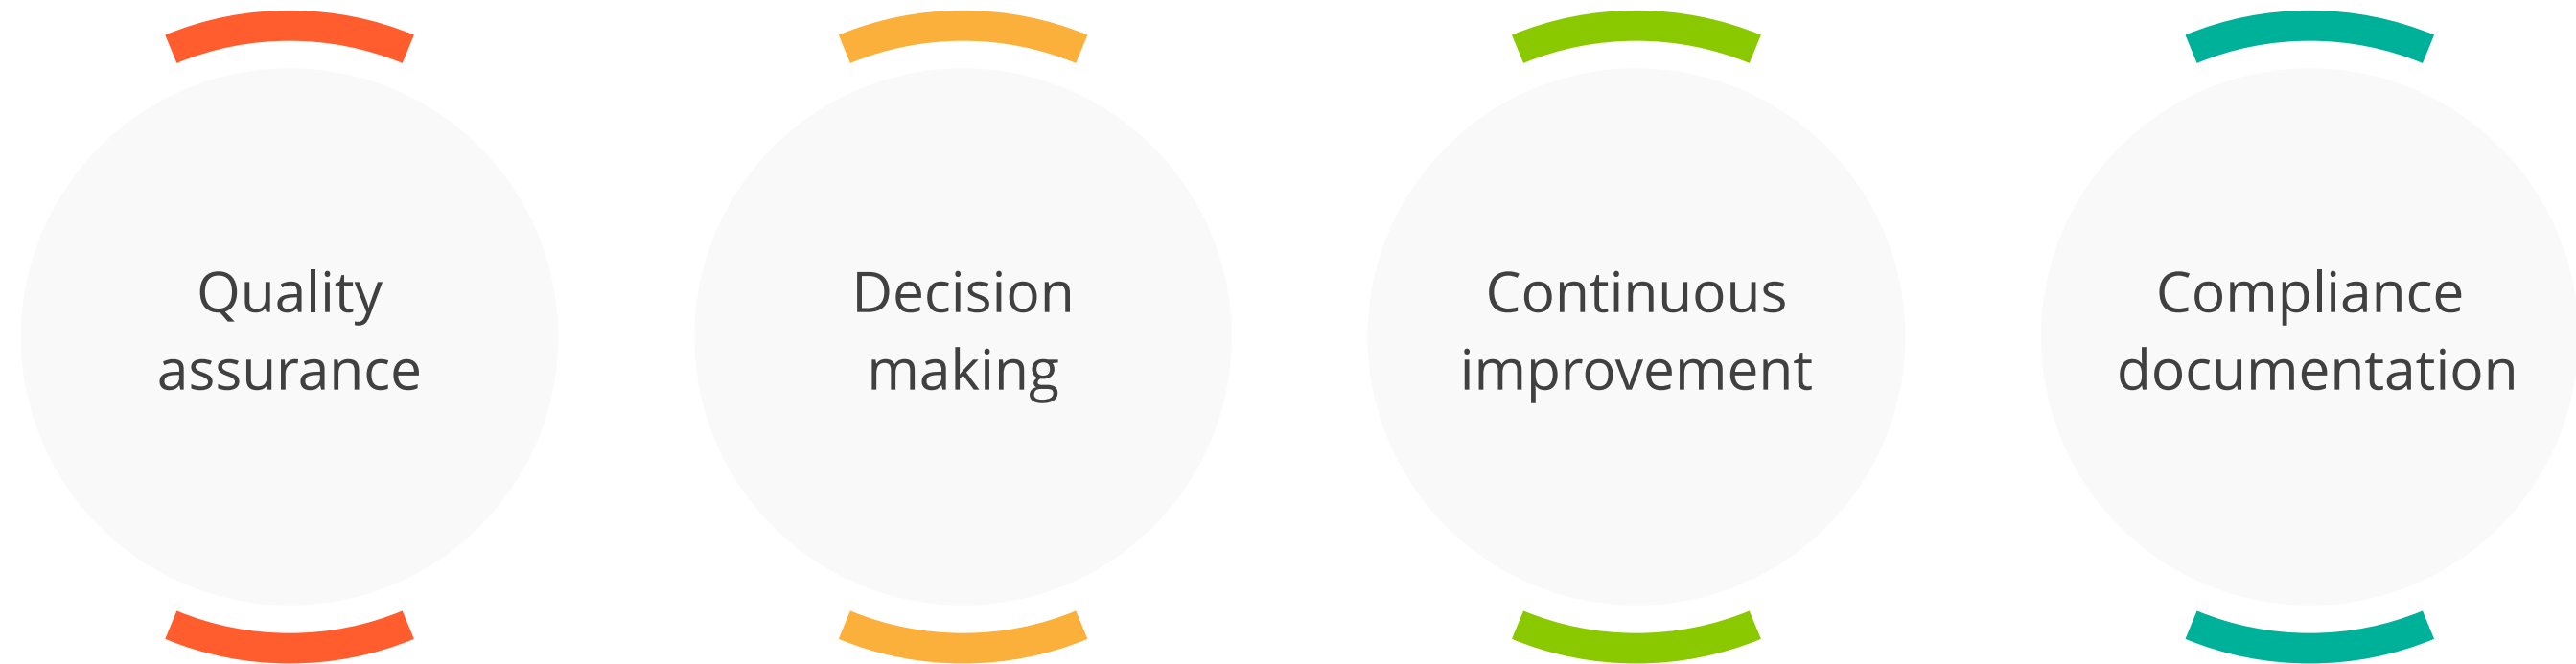 Quality
assurance
Decision
making
Continuous
improvement
Compliance
documentation